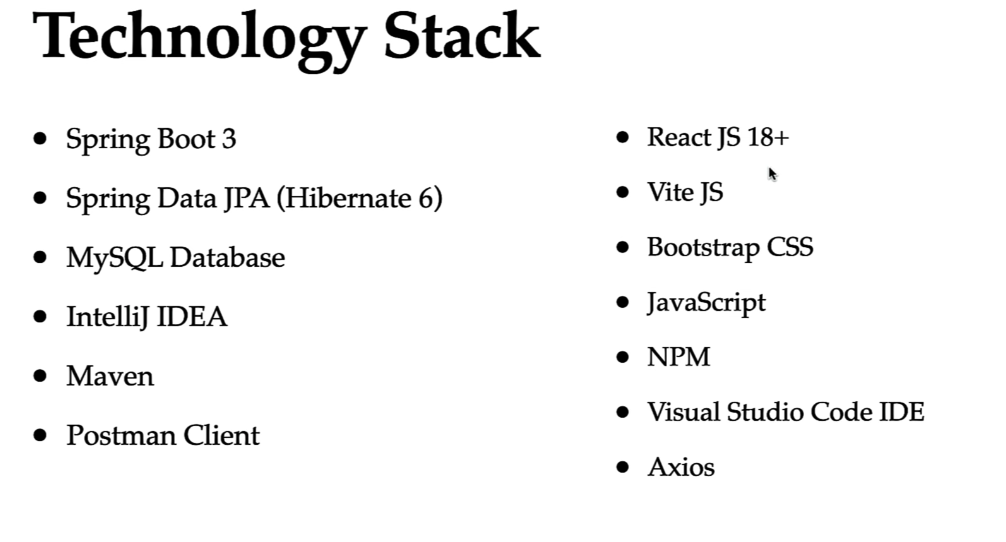 Technology Stack
• Spring Boot 3
• Spring Data JPA (Hibernate 6)
• MySQL Database
• IntelliJ IDEA
• Maven
• Postman Client
• React JS 18+
• Vite JS
• Bootstrap CSS
• JavaScript
• NPM
• Visual Studio Code IDE
• Axios